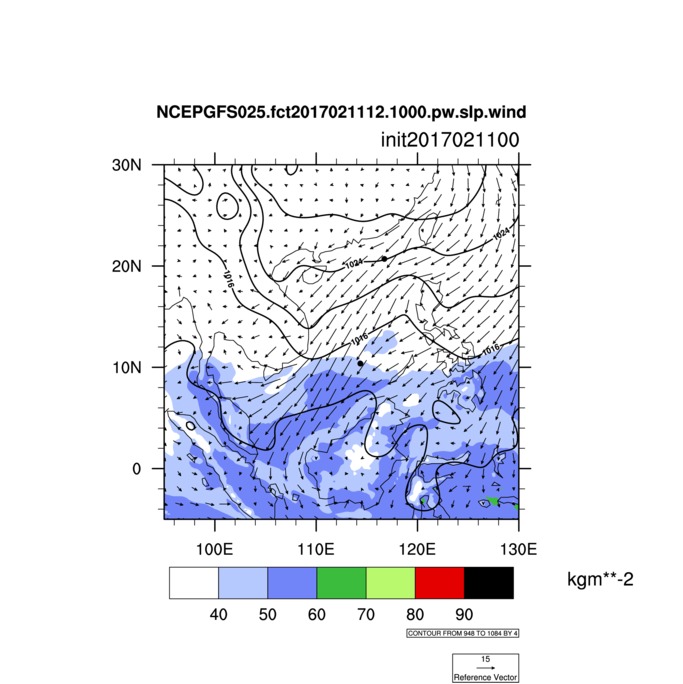 NCEPGFS025.fct2017021112.1000.pw.slp.wind
init2017021100
30N
1024
20N
1024
1016
1016
1016
10N
0
100E 110E 120E 130E
kgm**-2
40 50 60 70 80 90
CONTOUR FROM 948 TO 1084 BY 4
15
Reference Vector